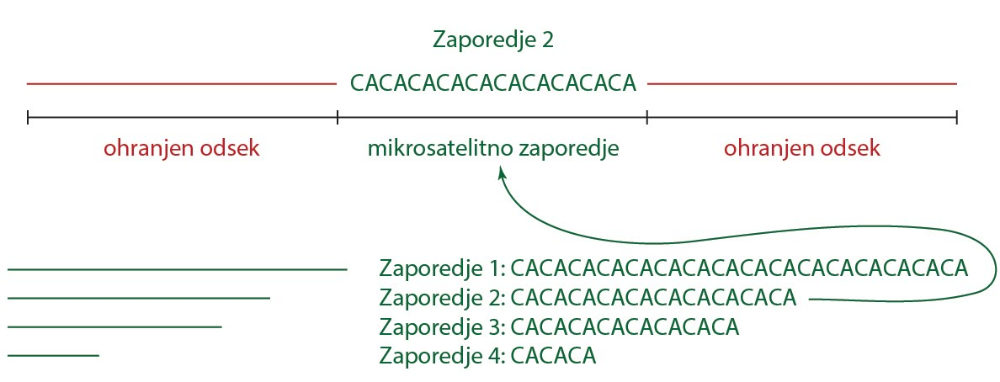 Zaporedje 2
CACACACACACACACACACA
ohranjen odsek
mikrosatelitno zaporedje
ohranjen odsek
Zaporedje 1: CACACACACACACACACACACACACACACACA
Zaporedje 2: CACACACACACACACACACA
Zaporedje 3: CACACACACACACACA
Zaporedje 4: CACACA